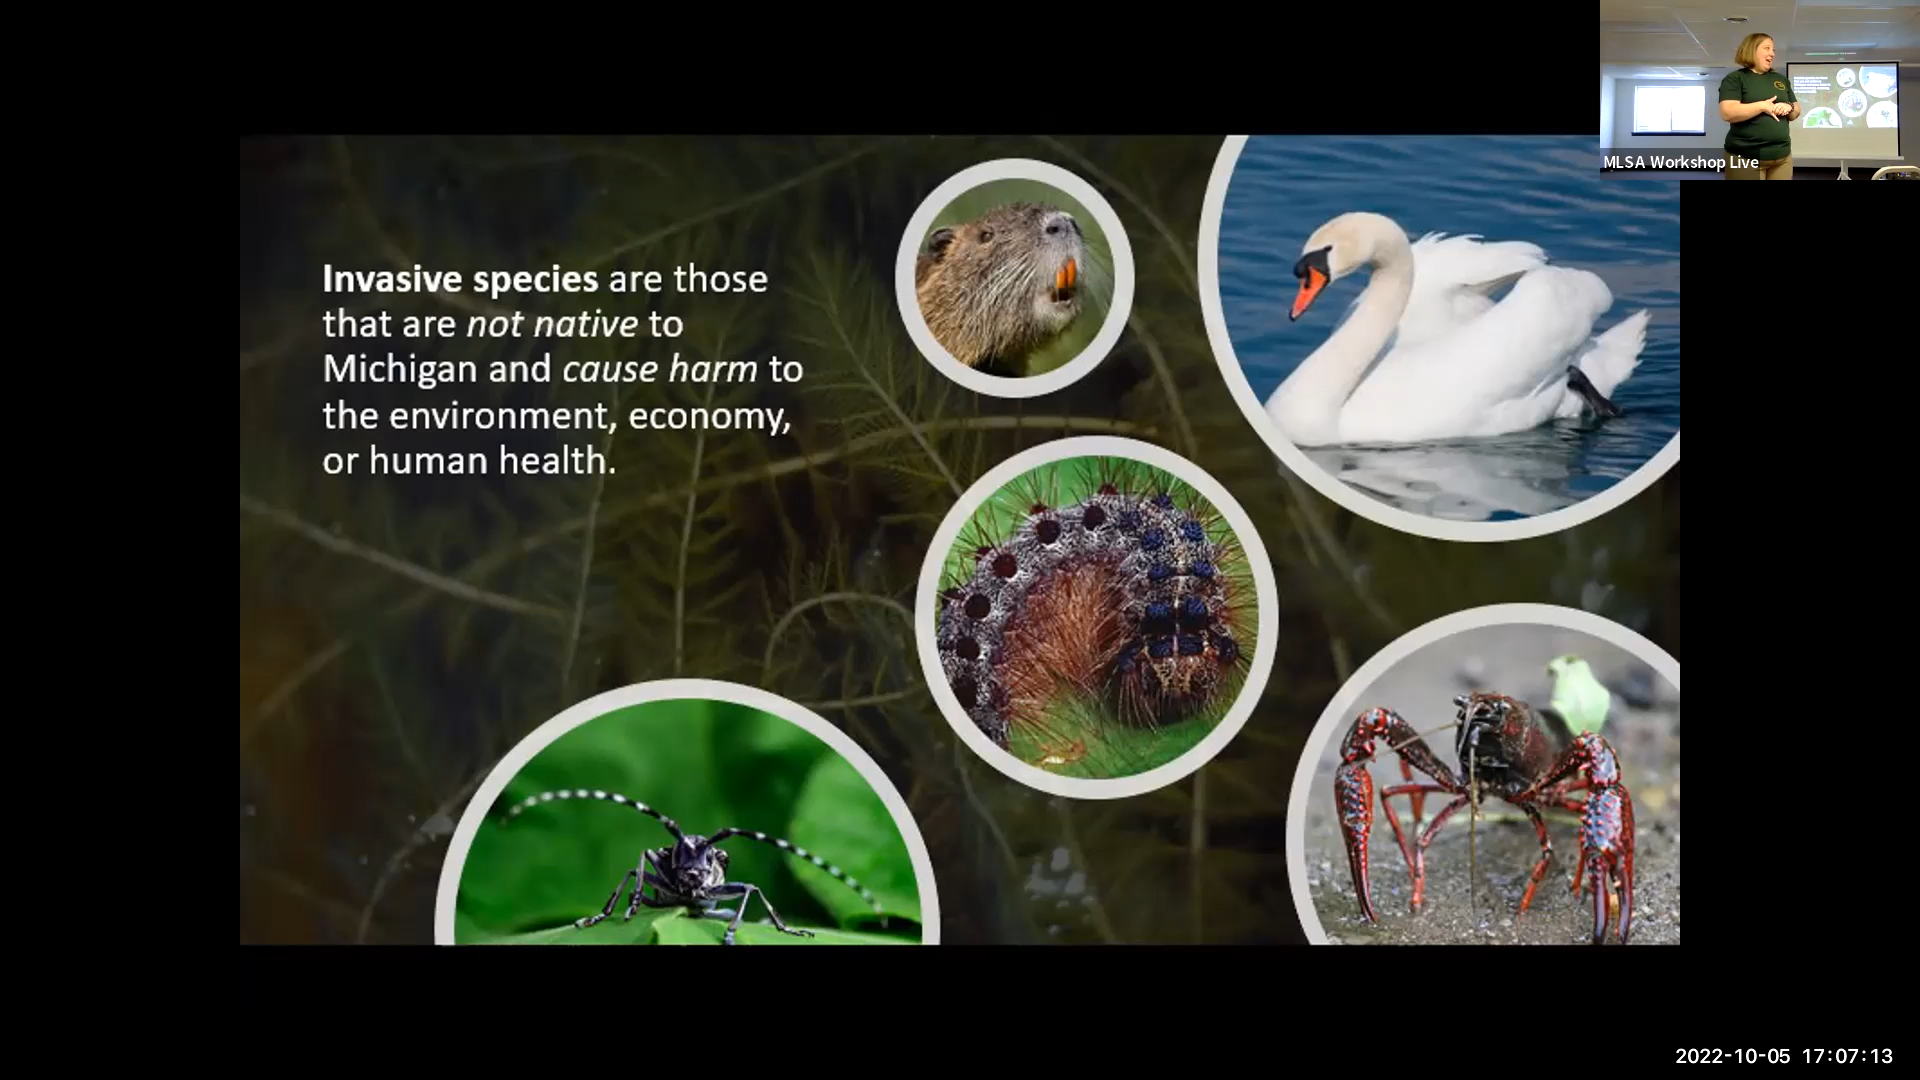 MLSA Workshop Live
Invasive species are those
that are not native to
Michigan and cause harm to
the environment, economy,
or human health.
2022-10-05 17:07:13